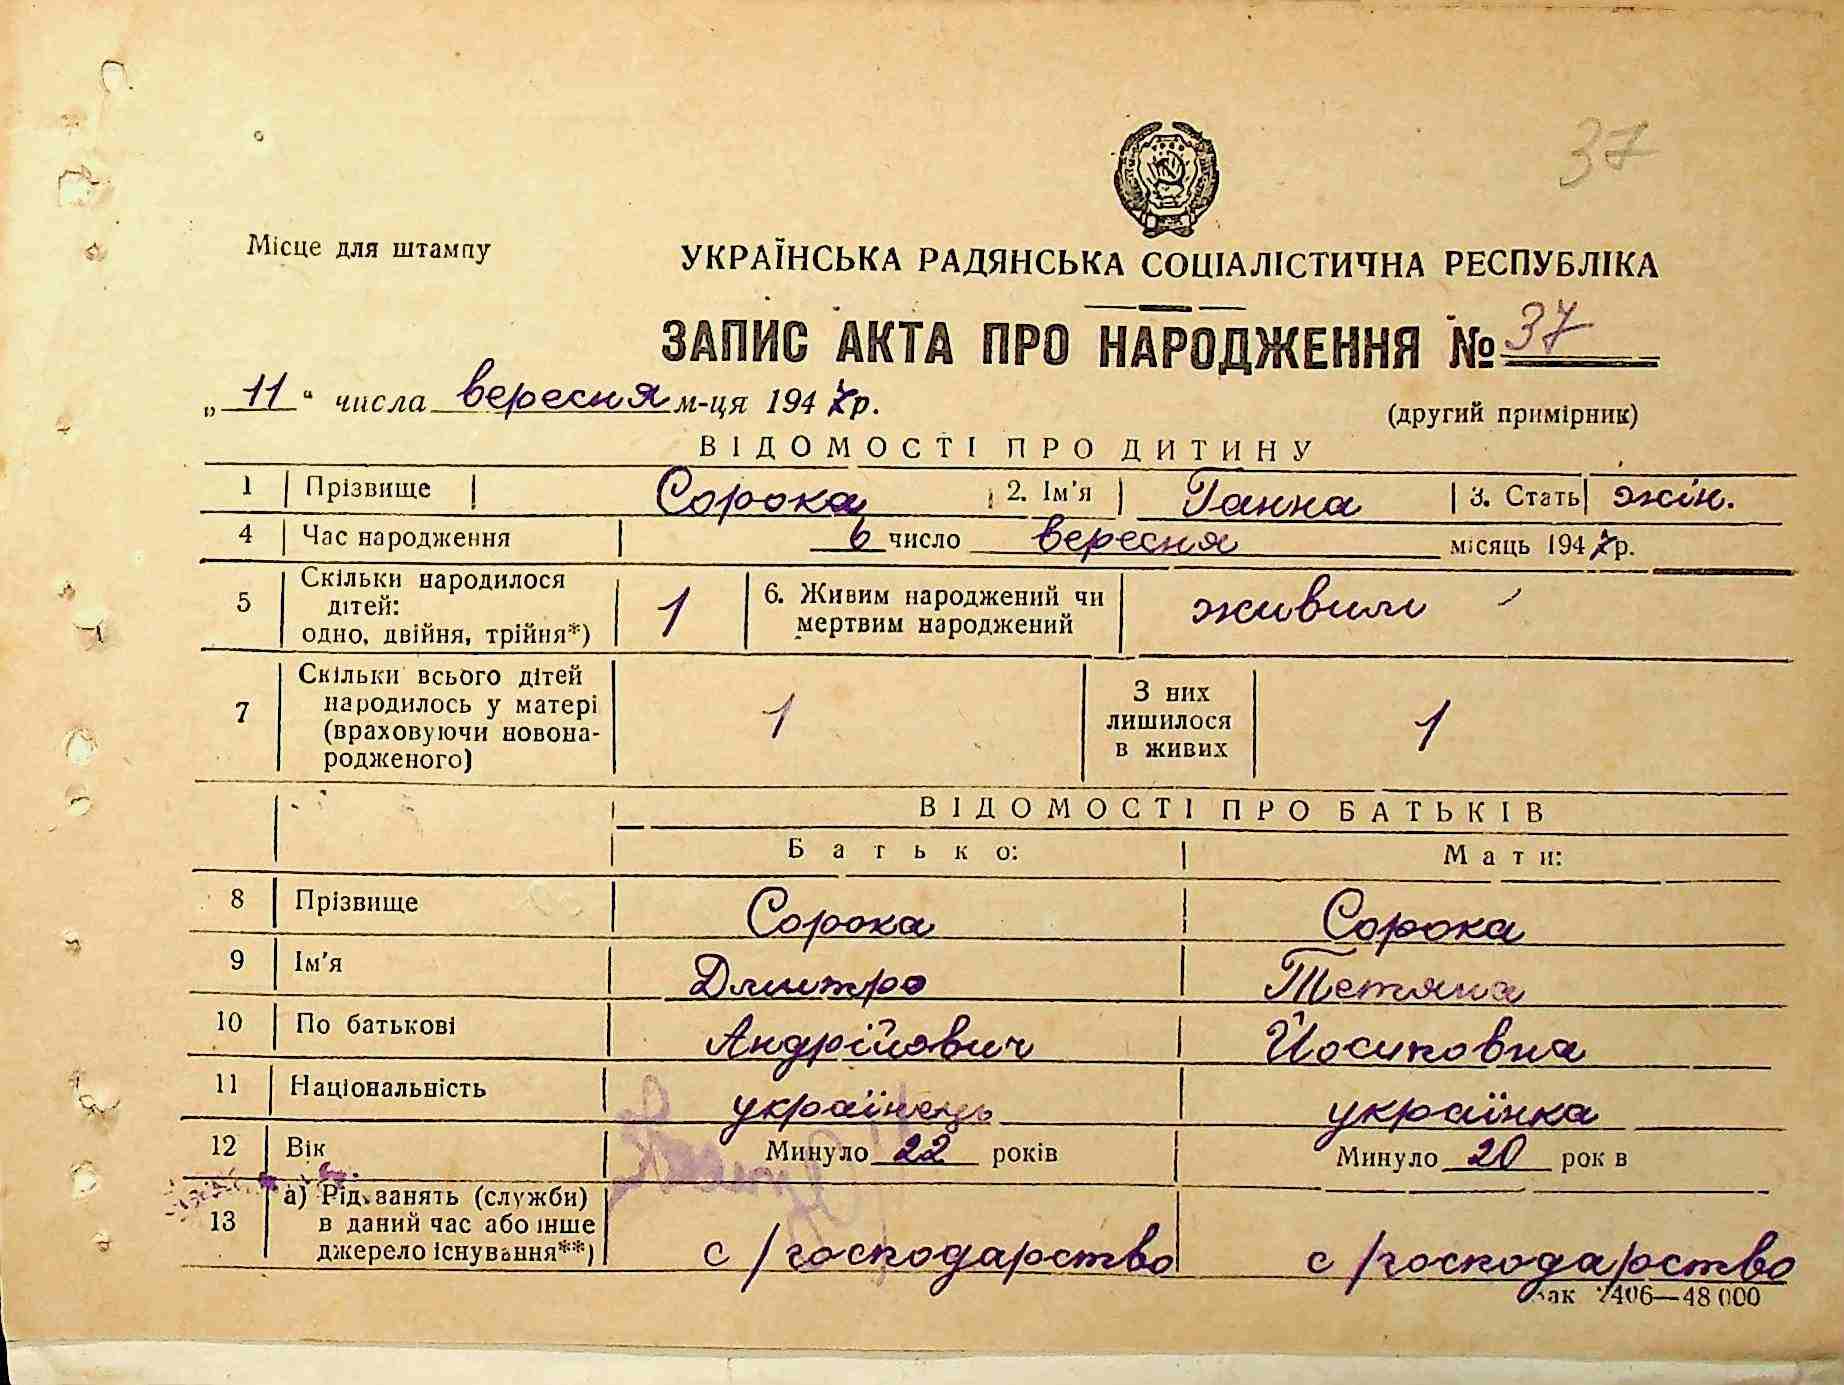 37
Місце для штампу
УКРАЇНСЬКА РАДЯНСЬКА СОЦІАЛІСТИЧНА РЕСПУБЛІКА
ЗАПИС АКТА ПРО НАРОДЖЕННЯ № 37
„ 11 “ числа вересня м-ця 1947 р.
(другий примірник)
ВІДОМОСТІ ПРО ДИТИНУ
1 Прізвище Сорока 2. Ім'я Ганна 3. Стать жін.
4 Час народження 6 число вересня місяць 1947 р.
5 Скільки народилося
дітей:
одно, двійня, трійня*) 1
6. Живим народжений чи
мертвим народжений живим
7 Скільки всього дітей
народилось у матері
(враховуючи новона-
родженого) 1
З них
лишилося
в живих 1
ВІДОМОСТІ ПРО БАТЬКІВ
Батько: Мати:
8 Прізвище Сорока Сорока
9 Ім'я Дмитро Тетяна
10 По батькові Андрійович Йосиповна
11 Національність українець українка
12 Вік Минуло 22 років Минуло 20 рок в
13 а) Рід занять (служби)
в даний час або інше
джерело існування**) с/господарство с/господарство
Зак 2406—48 000